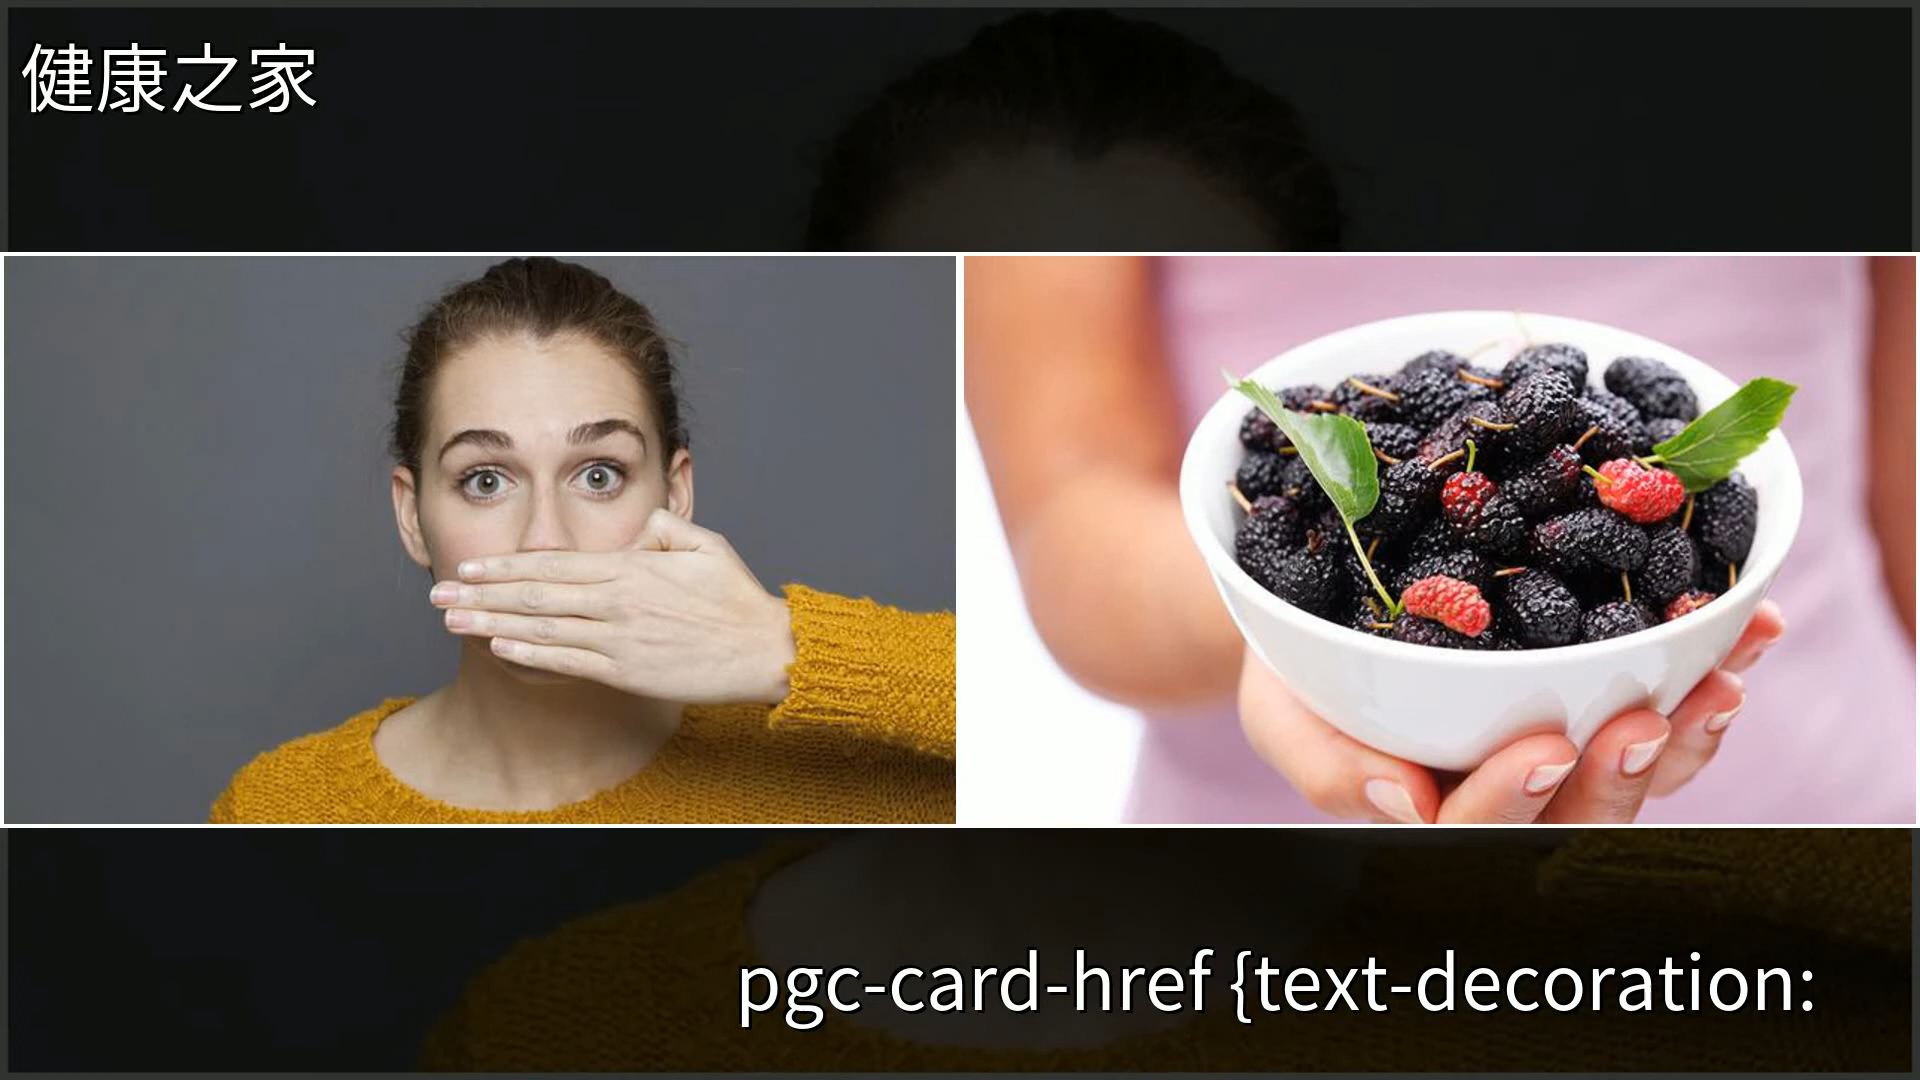 健康之家
pgc-card-href {text-decoration: